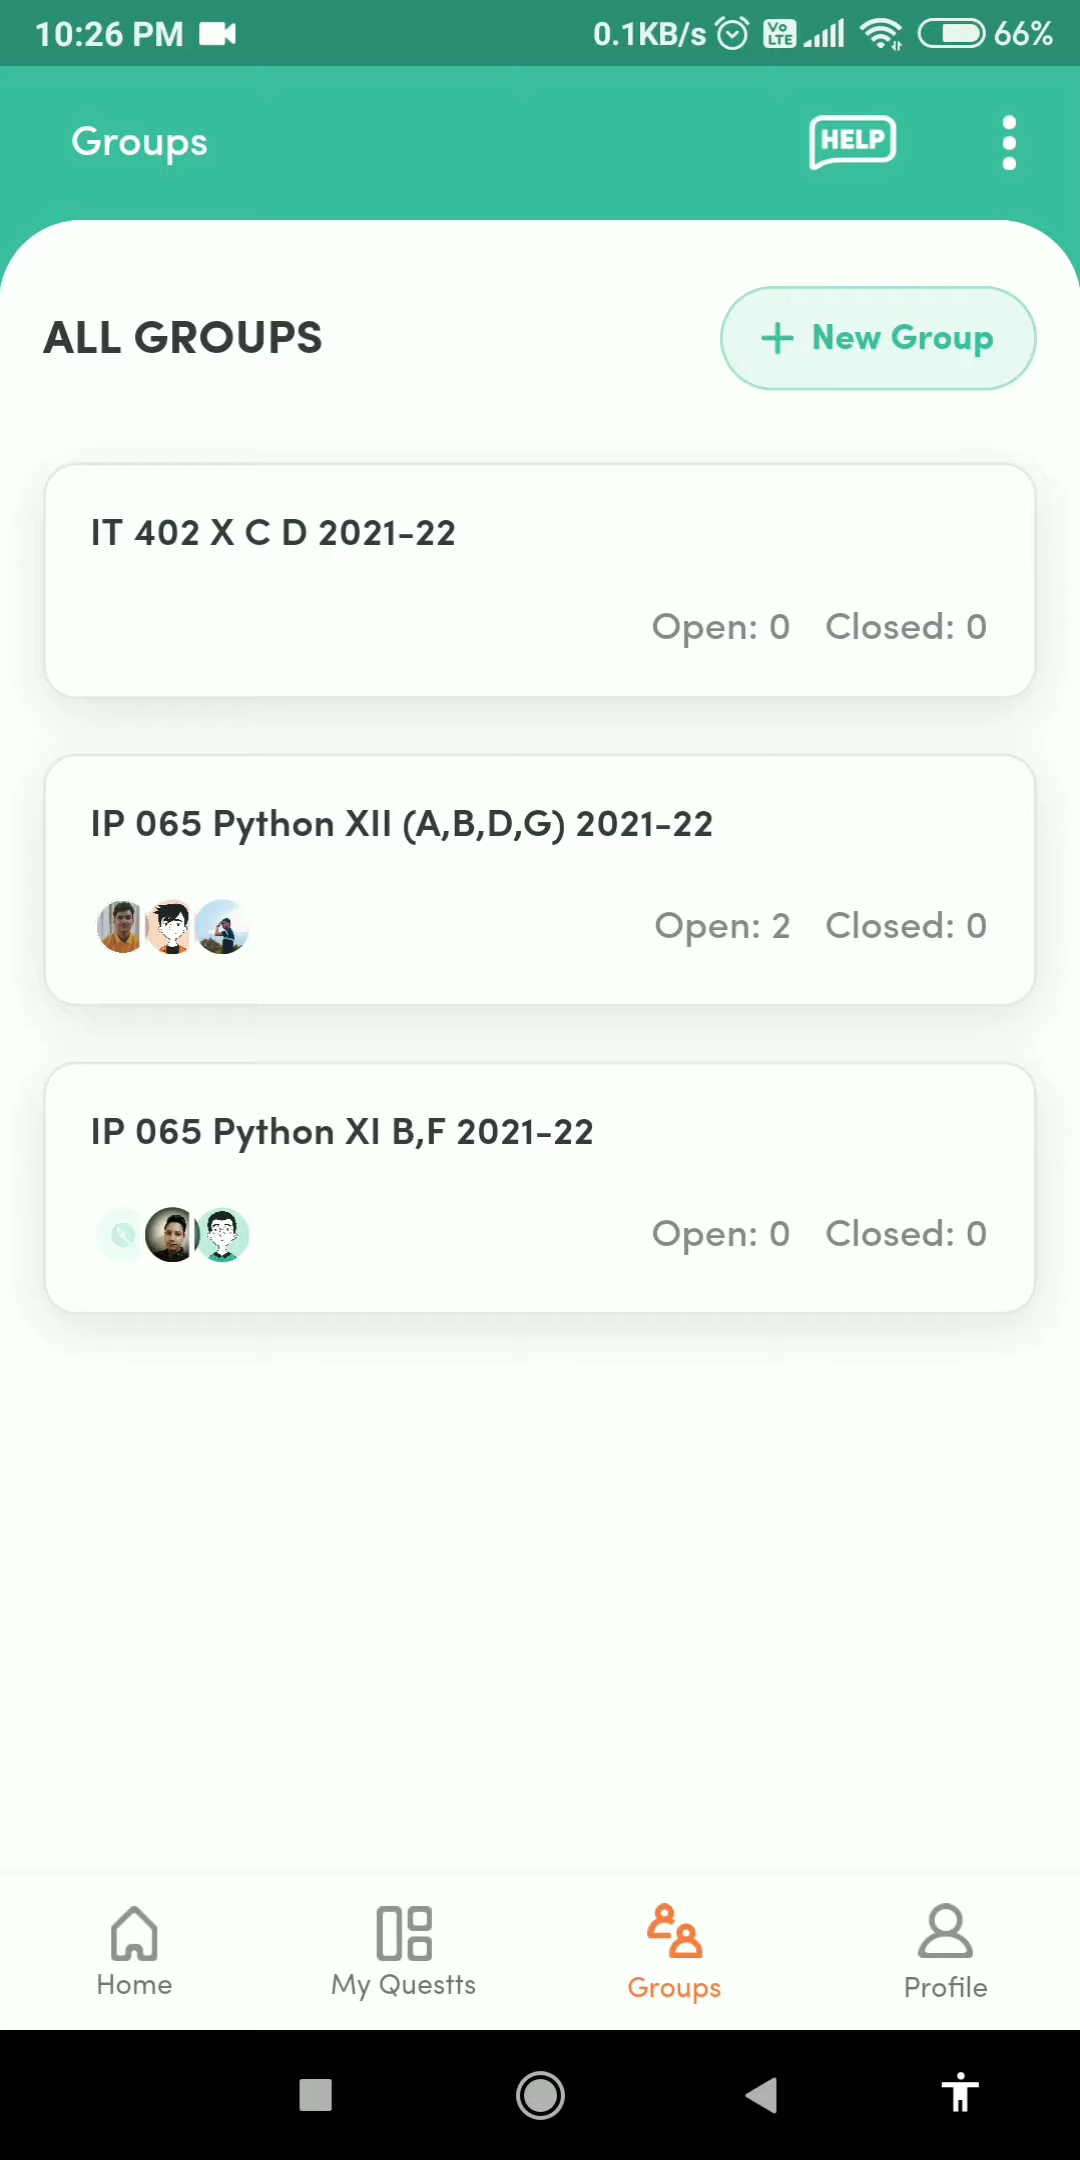 10:26 PM 0.1KB/s Vo LTE 66%
Groups HELP
ALL GROUPS + New Group
IT 402 X C D 2021-22
Open: 0 Closed: 0
IP 065 Python XII (A,B,D,G) 2021-22
Open: 2 Closed: 0
IP 065 Python XI B,F 2021-22
Open: 0 Closed: 0
Home My Questts Groups Profile